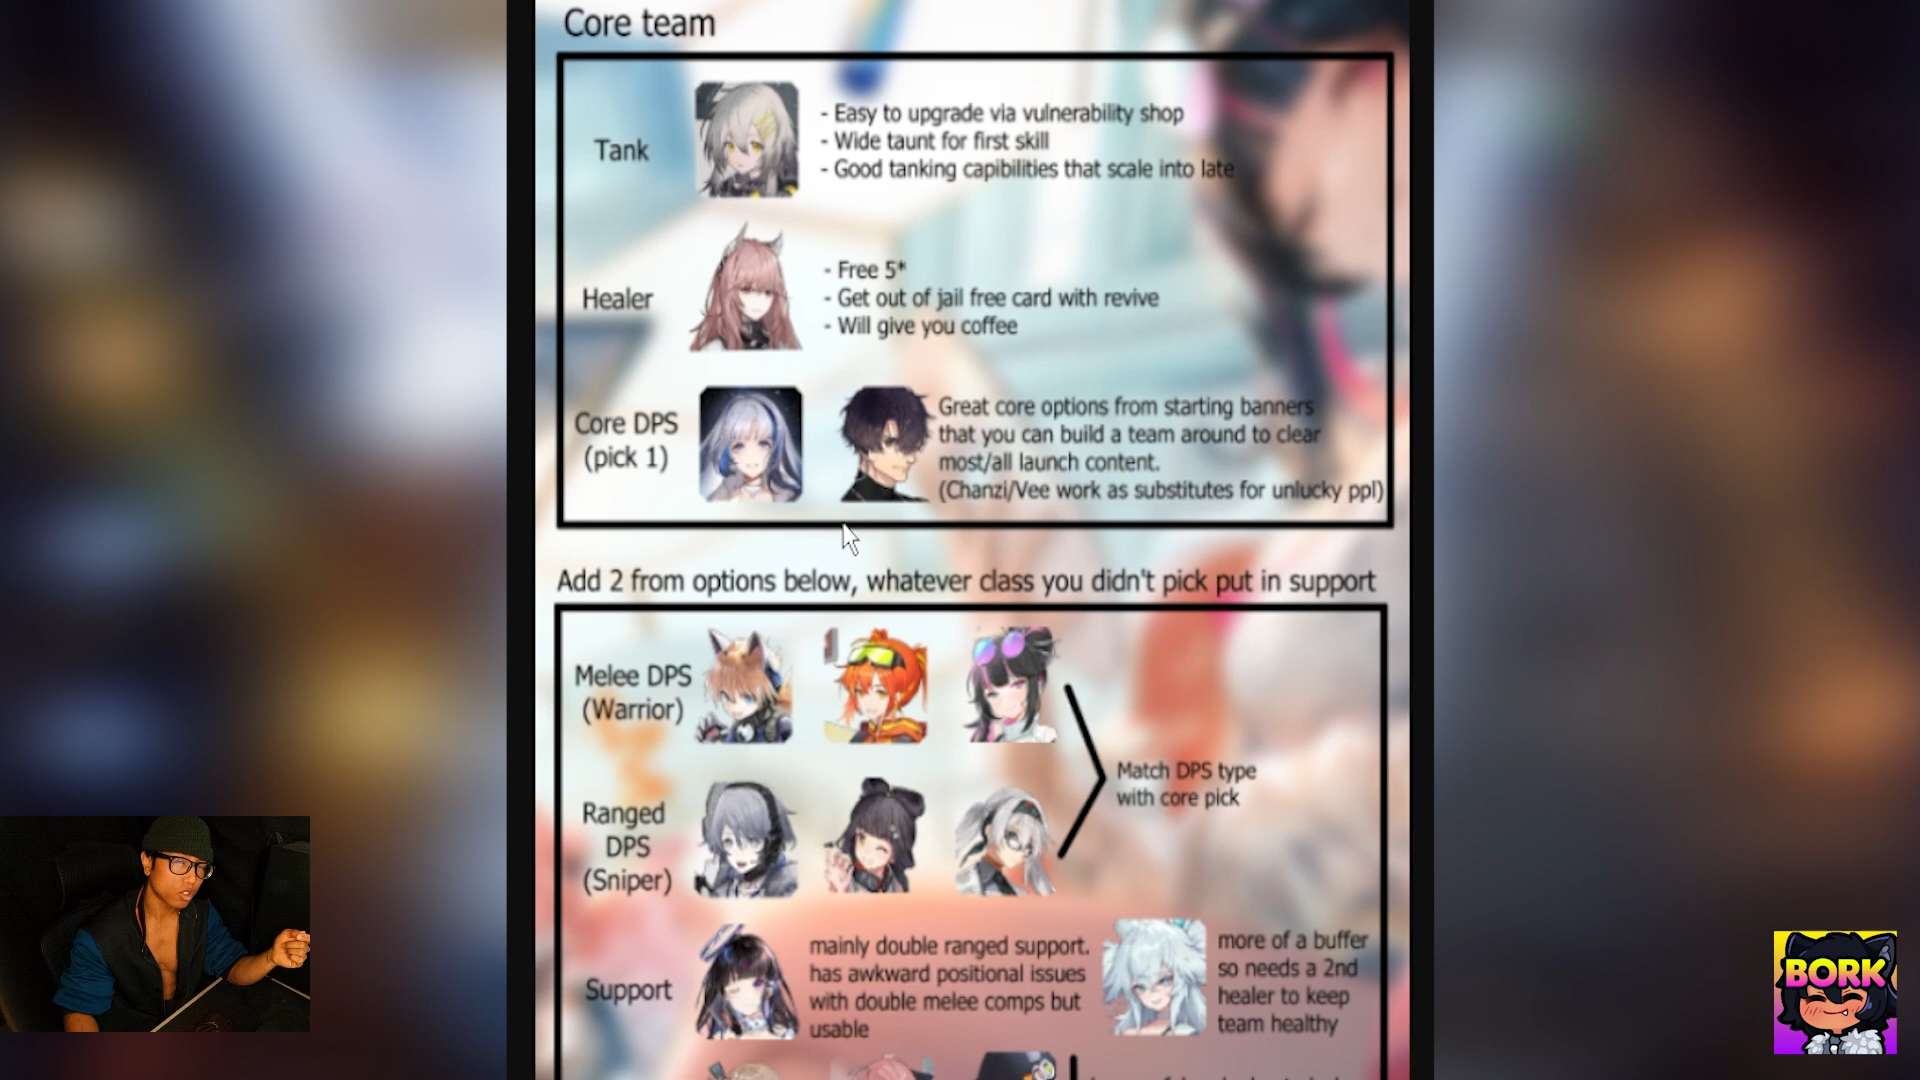 Core team
Tank
- Easy to upgrade via vulnerability shop
- Wide taunt for first skill
- Good tanking capibilities that scale into late
Healer
- Free 5*
- Get out of jail free card with revive
- Will give you coffee
Core DPS
(pick 1)
Great core options from starting banners
that you can build a team around to clear
most/all launch content.
(Chanzi/Vee work as substitutes for unlucky ppl)
Add 2 from options below, whatever class you didn't pick put in support
Melee DPS
(Warrior)
Match DPS type
with core pick
Ranged
DPS
(Sniper)
Support
mainly double ranged support.
has awkward positional issues
with double melee comps but
usable
more of a buffer
so needs a 2nd
healer to keep
team healthy
BORK